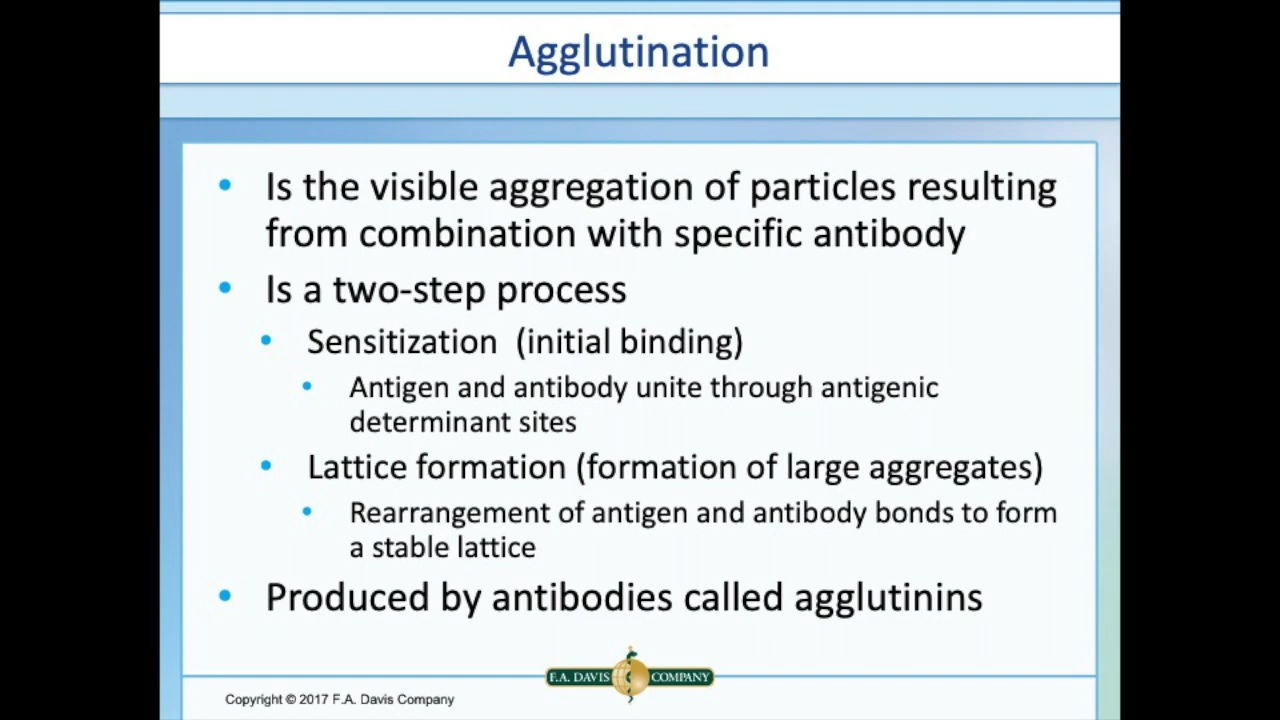 Agglutination
• Is the visible aggregation of particles resulting
from combination with specific antibody
• Is a two-step process
• Sensitization (initial binding)
• Antigen and antibody unite through antigenic
determinant sites
• Lattice formation (formation of large aggregates)
• Rearrangement of antigen and antibody bonds to form
a stable lattice
• Produced by antibodies called agglutinins
F.A. DAVIS COMPANY
Copyright © 2017 F.A. Davis Company